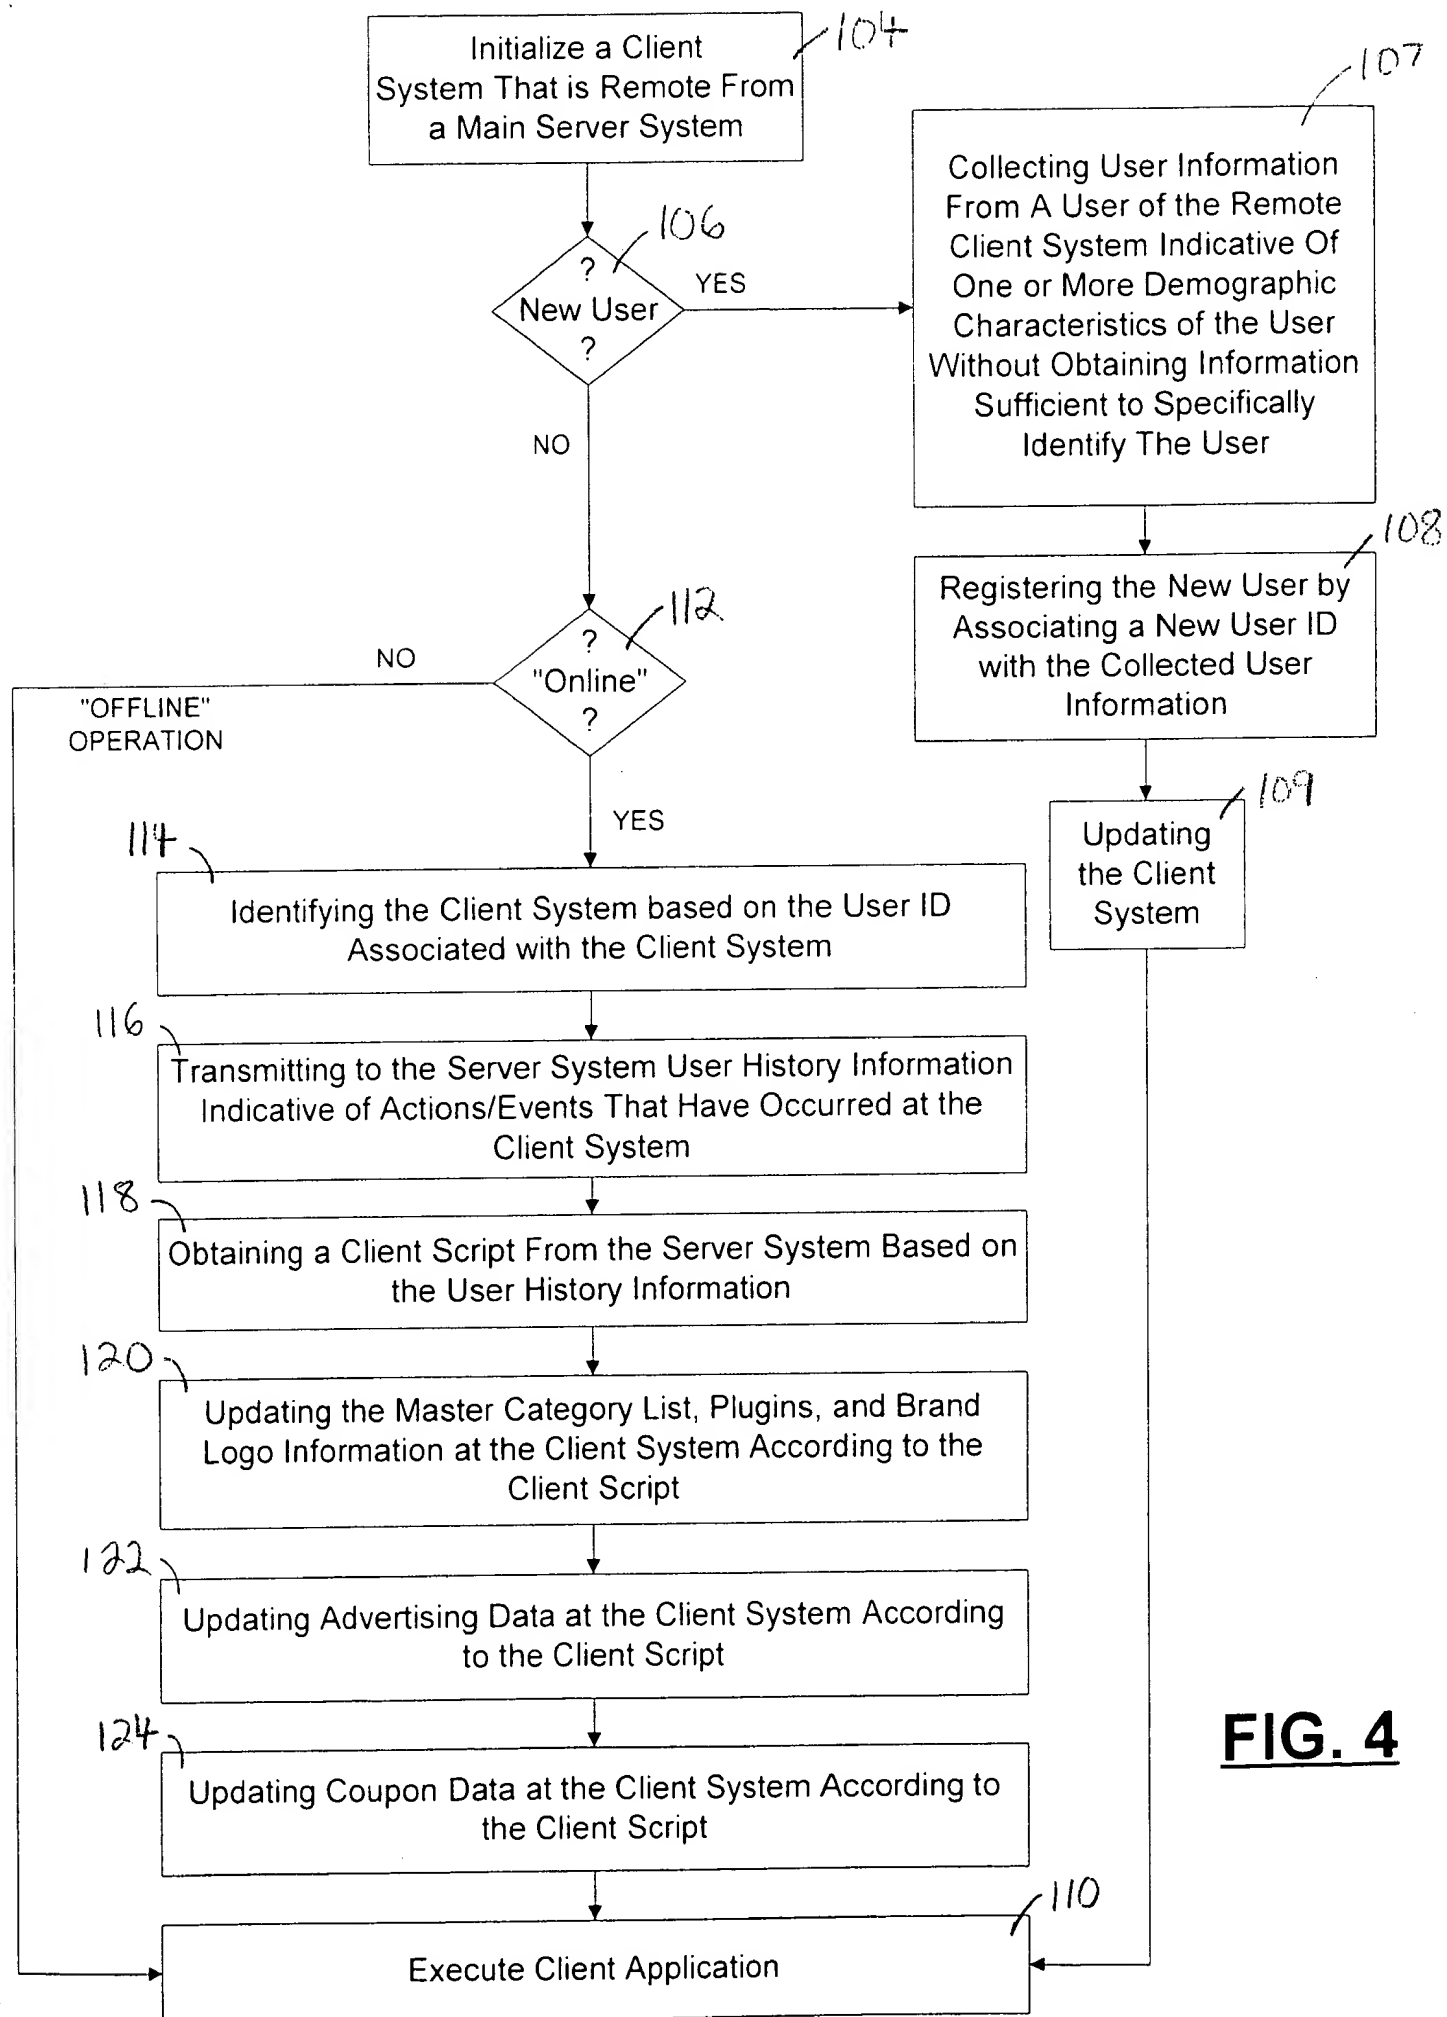 Initialize a Client
System That is Remote From
a Main Server System
104
107
Collecting User Information
From A User of the Remote
Client System Indicative Of
One or More Demographic
Characteristics of the User
Without Obtaining Information
Sufficient to Specifically
Identify The User
106
?
New User
?
YES
NO
108
Registering the New User by
Associating a New User ID
with the Collected User
Information
112
?
"Online"
?
NO
"OFFLINE"
OPERATION
YES
109
Updating
the Client
System
114
Identifying the Client System based on the User ID
Associated with the Client System
116
Transmitting to the Server System User History Information
Indicative of Actions/Events That Have Occurred at the
Client System
118
Obtaining a Client Script From the Server System Based on
the User History Information
120
Updating the Master Category List, Plugins, and Brand
Logo Information at the Client System According to the
Client Script
122
Updating Advertising Data at the Client System According
to the Client Script
124
Updating Coupon Data at the Client System According to
the Client Script
110
Execute Client Application
FIG. 4